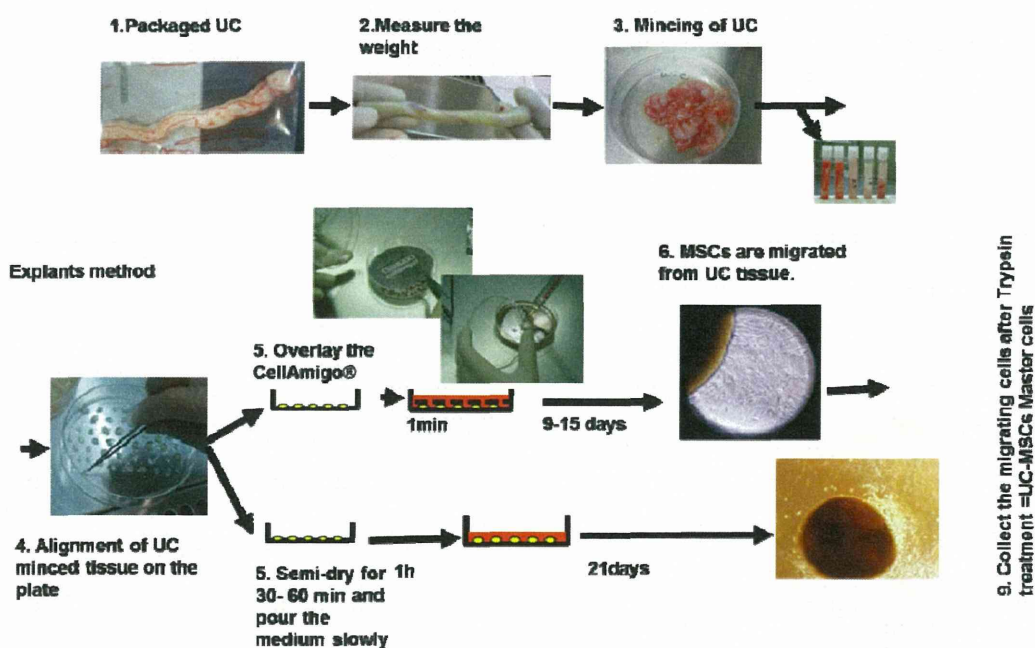 1.Packaged UC
2.Measure the
weight
3. Mincing of UC
Explants method
4. Alignment of UC
minced tissue on the
plate
5. Overlay the
CellAmigo®
1min
9-15 days
6. MSCs are migrated
from UC tissue.
5. Semi-dry for 1h
30- 60 min and
pour the
medium slowly
21days
9. Collect the migrating cells after Trypsin
treatment =UC-MSCs Master cells